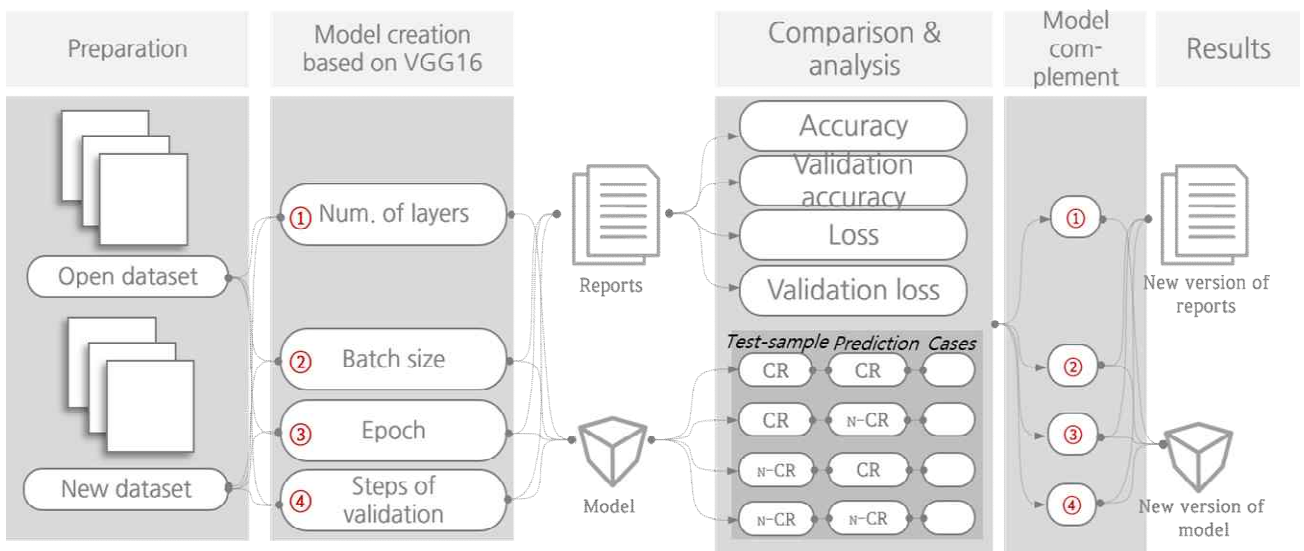 Preparation
Model creation
based on VGG16
Comparison &
analysis
Model
com-
plement
Results
Open dataset
New dataset
① Num. of layers
② Batch size
③ Epoch
④ Steps of
validation
Reports
Model
Accuracy
Validation
accuracy
Loss
Validation loss
Test-sample Prediction Cases
CR CR
CR N-CR
N-CR CR
N-CR N-CR
①
②
③
④
New version of
reports
New version of
model